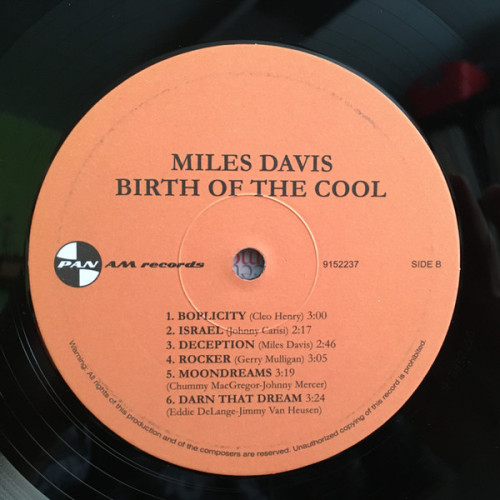 MILES DAVIS
BIRTH OF THE COOL
PAN AM records
9152237
SIDE B
1. BOPLICITY (Cleo Henry) 3:00
2. ISRAEL (Johnny Carisi) 2:17
3. DECEPTION (Miles Davis) 2:46
4. ROCKER (Gerry Mulligan) 3:05
5. MOONDREAMS 3:19
(Chummy MacGregor-Johnny Mercer)
6. DARN THAT DREAM 3:24
(Eddie DeLange-Jimmy Van Heusen)
Warning. All rights of this production and of the composers are reserved. Unauthorized copying of this record is prohibited.